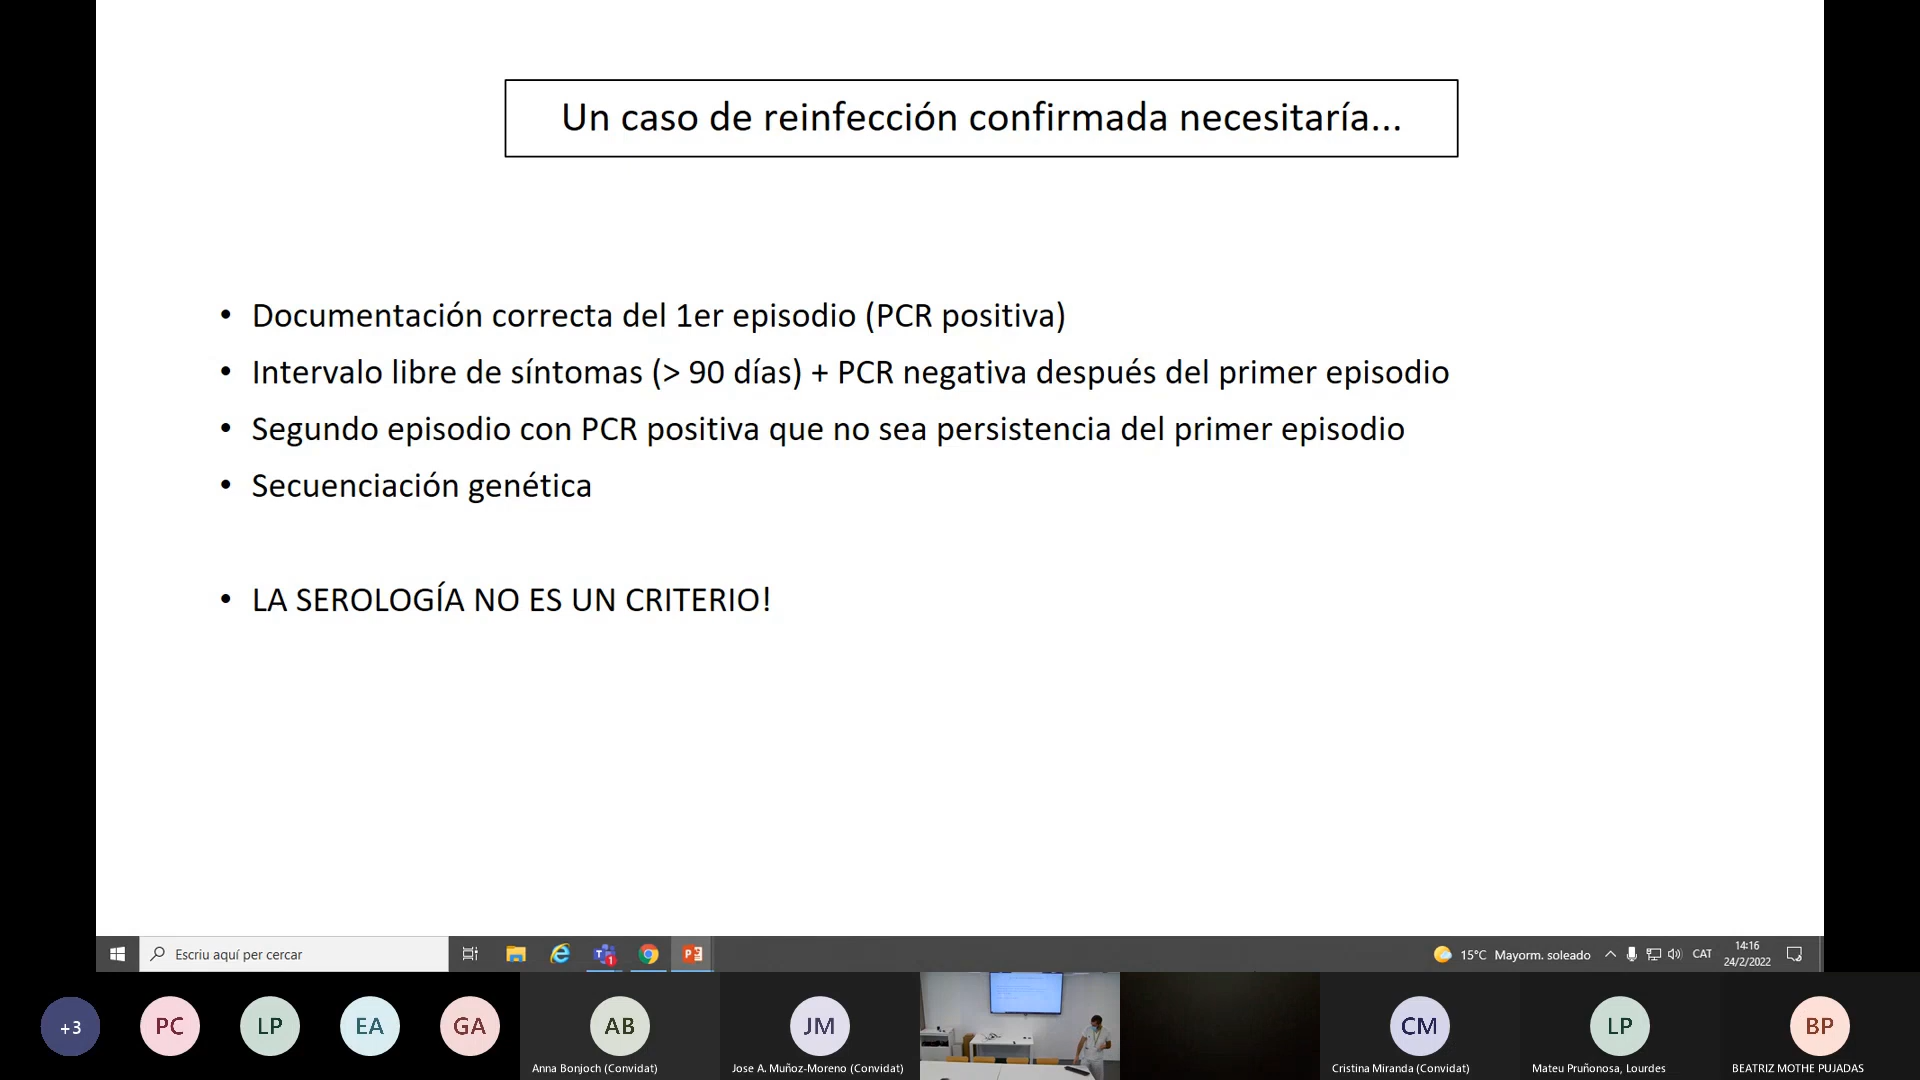 Un caso de reinfección confirmada necesitaría...
• Documentación correcta del 1er episodio (PCR positiva)
• Intervalo libre de síntomas (> 90 días) + PCR negativa después del primer episodio
• Segundo episodio con PCR positiva que no sea persistencia del primer episodio
• Secuenciación genética
• LA SEROLOGÍA NO ES UN CRITERIO!
Escriu aquí per cercar
1
15°C Mayorm. soleado
CAT
14:16
24/2/2022
+3
PC
LP
EA
GA
AB
JM
CM
LP
BP
Anna Bonjoch (Convidat)
Jose A. Muñoz-Moreno (Convidat)
Cristina Miranda (Convidat)
Mateu Pruñonosa, Lourdes
BEATRIZ MOTHE PUJADAS